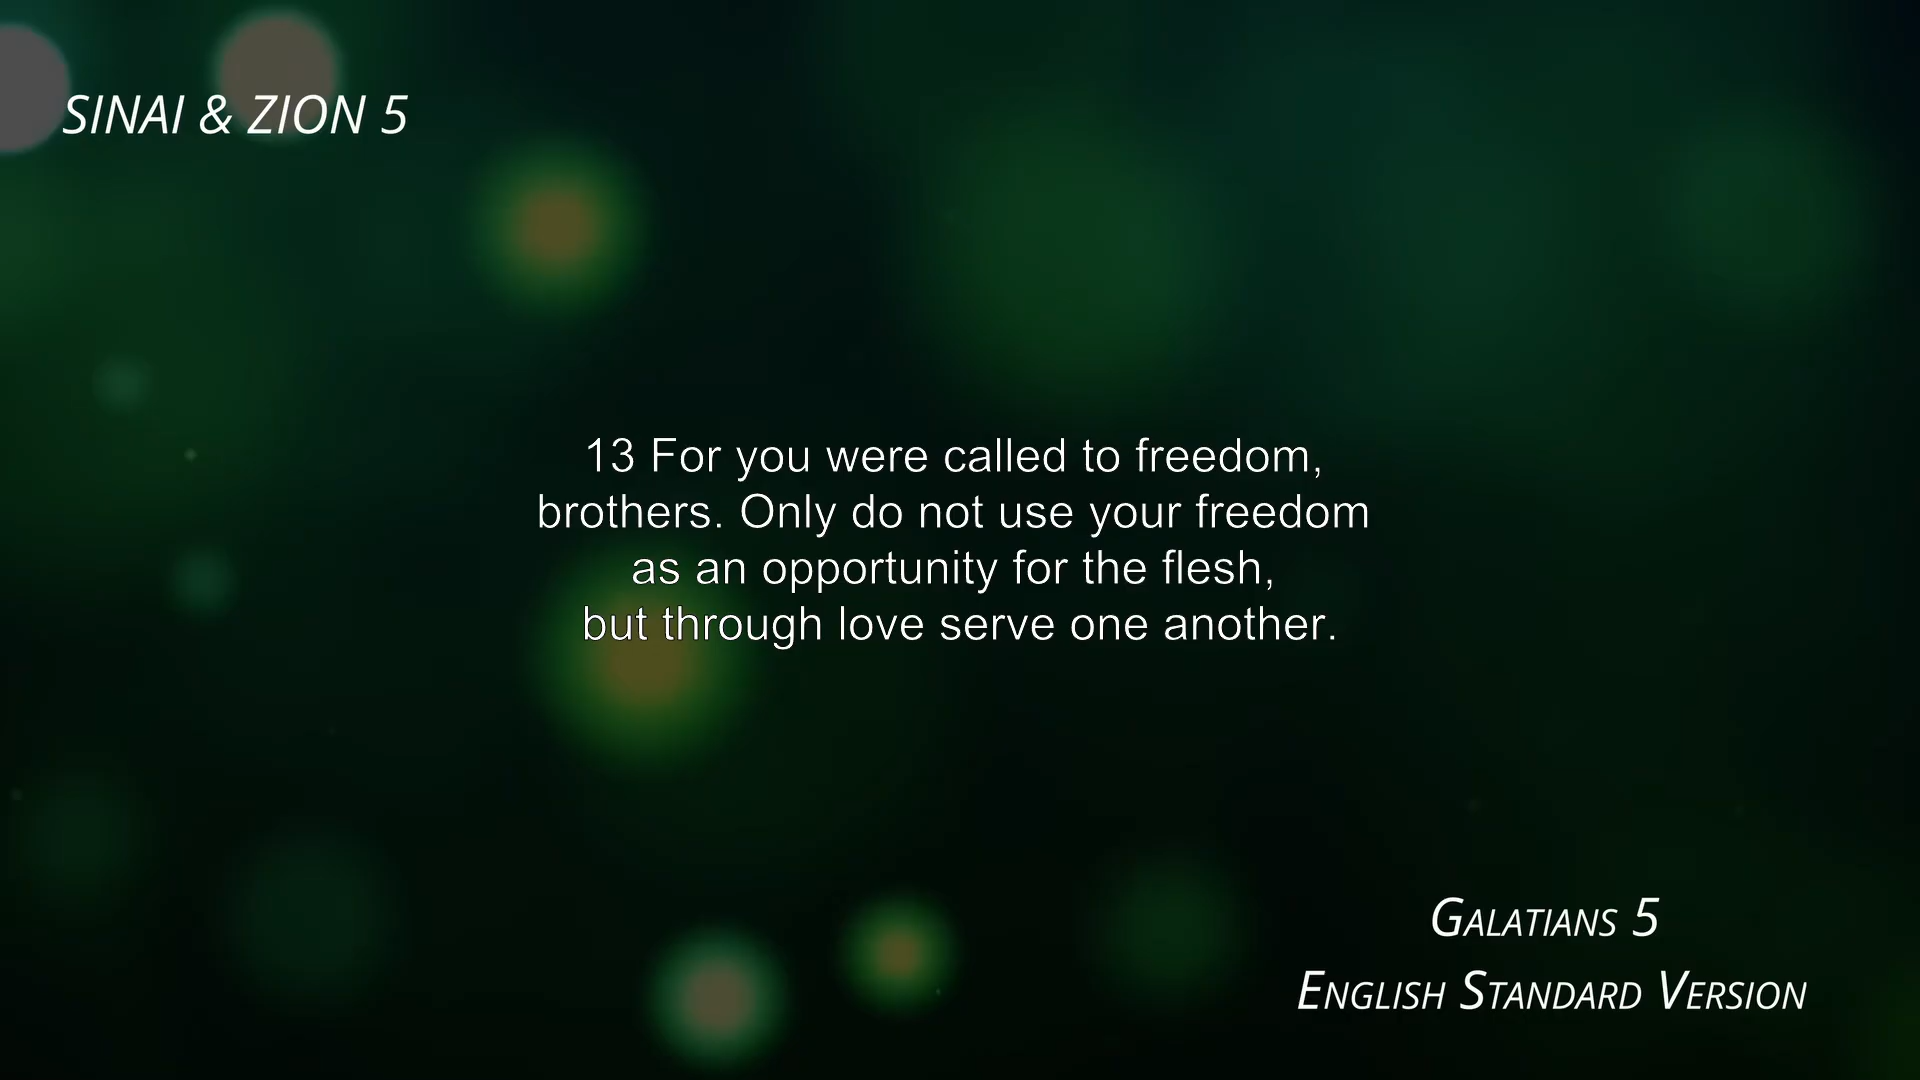 SINAI & ZION 5
13 For you were called to freedom,
brothers. Only do not use your freedom
as an opportunity for the flesh,
but through love serve one another.
GALATIANS 5
ENGLISH STANDARD VERSION